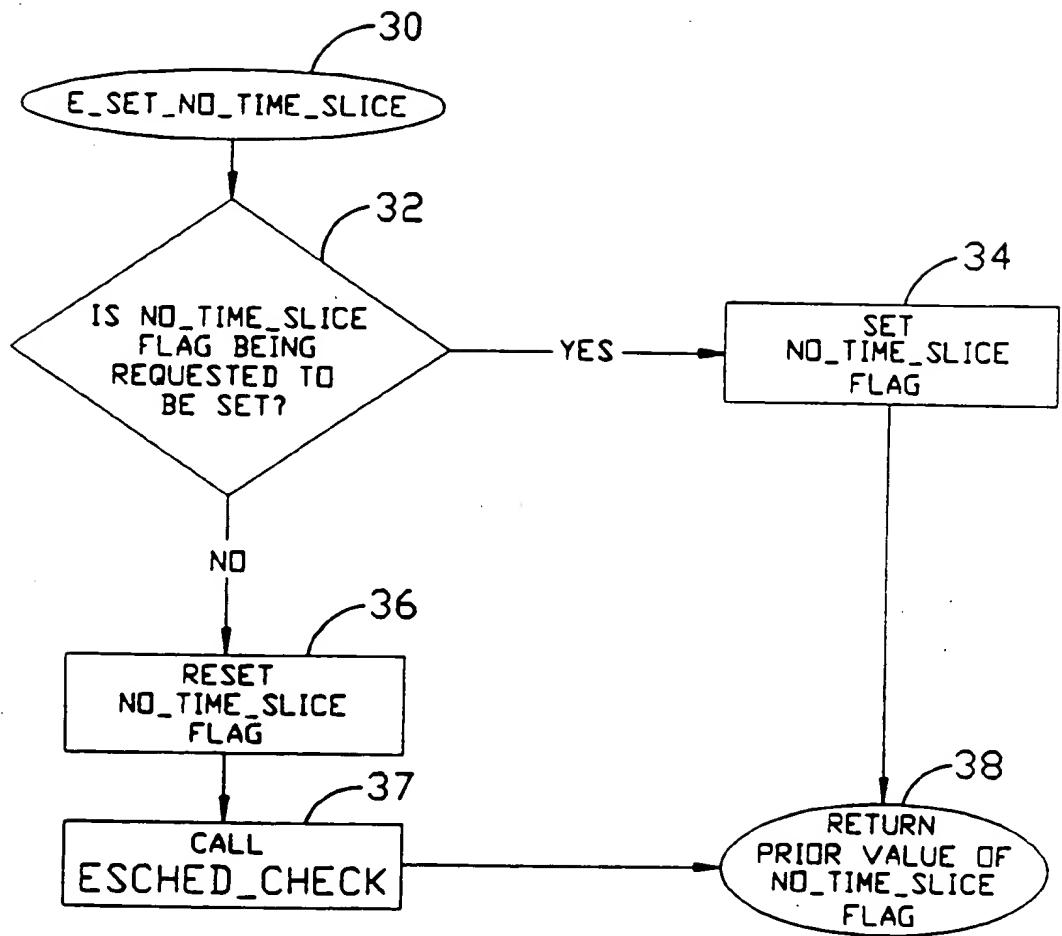 30
E_SET_NO_TIME_SLICE
32
IS NO_TIME_SLICE
FLAG BEING
REQUESTED TO
BE SET?
YES
34
SET
NO_TIME_SLICE
FLAG
NO
36
RESET
NO_TIME_SLICE
FLAG
37
CALL
ESCHED_CHECK
38
RETURN
PRIOR VALUE OF
NO_TIME_SLICE
FLAG